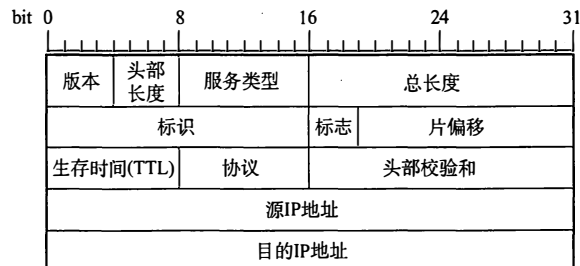 bit 0 8 16 24 31
版本 头部长度 服务类型 总长度
标识 标志 片偏移
生存时间(TTL) 协议 头部校验和
源IP地址
目的IP地址